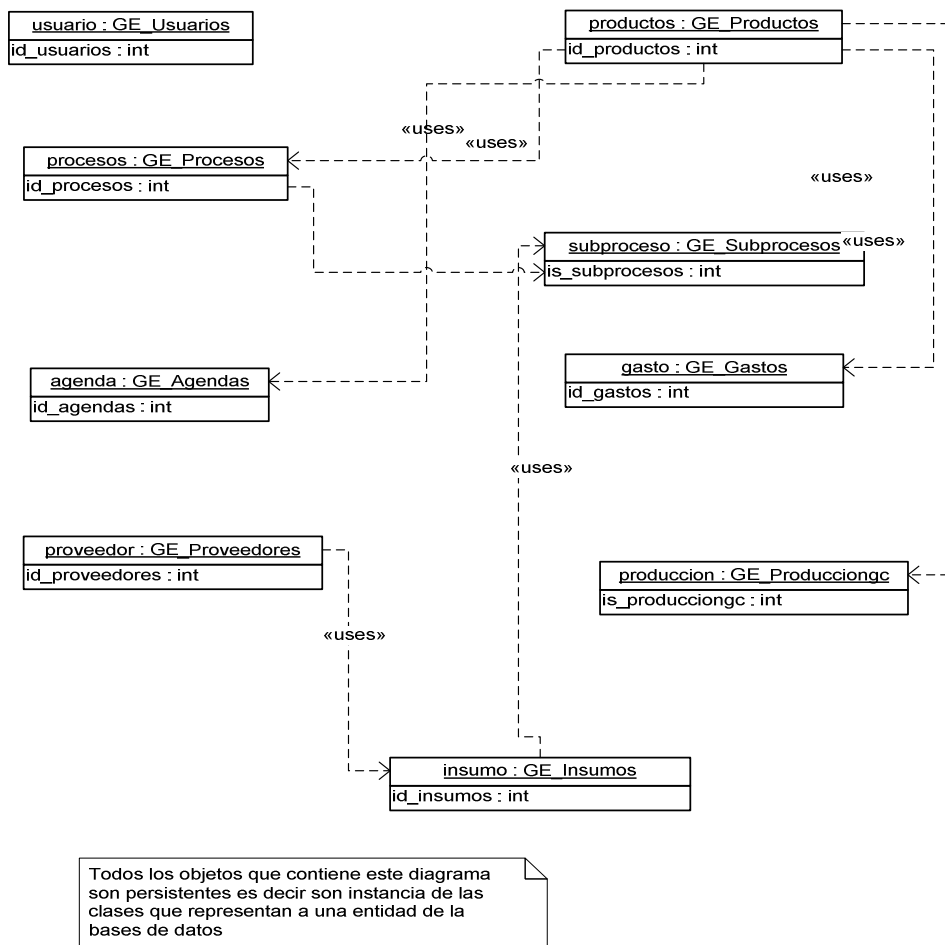 usuario : GE_Usuarios
id_usuarios : int
productos : GE_Productos
id_productos : int
«uses»
«uses»
procesos : GE_Procesos
id_procesos : int
«uses»
subproceso : GE_Subprocesos
«uses»
is_subprocesos : int
agenda : GE_Agendas
id_agendas : int
gasto : GE_Gastos
id_gastos : int
«uses»
proveedor : GE_Proveedores
id_proveedores : int
produccion : GE_Producciongc
is_producciongc : int
«uses»
insumo : GE_Insumos
id_insumos : int
Todos los objetos que contiene este diagrama
son persistentes es decir son instancia de las
clases que representan a una entidad de la
bases de datos